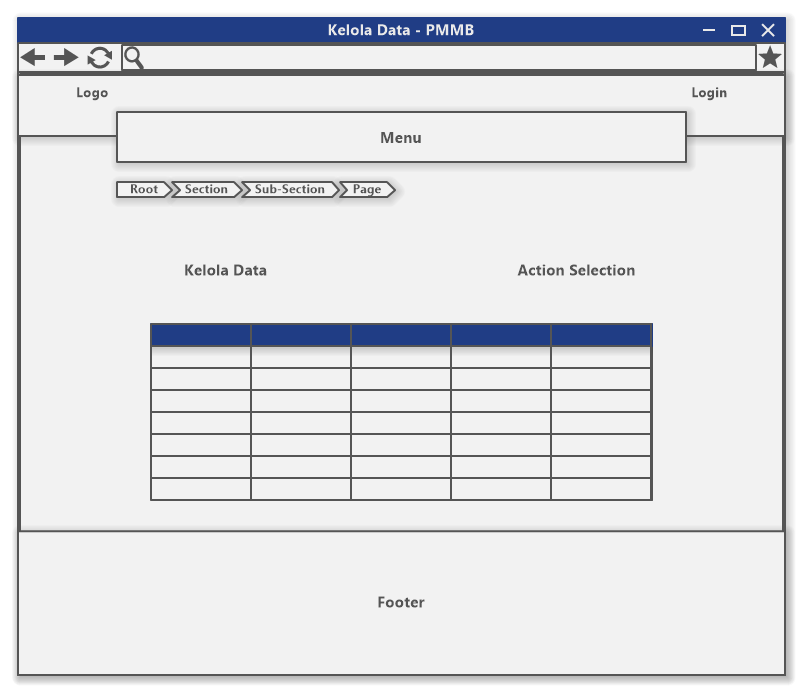 Kelola Data - PMMB
Logo
Login
Menu
Root Section Sub-Section Page
Kelola Data
Action Selection
Footer